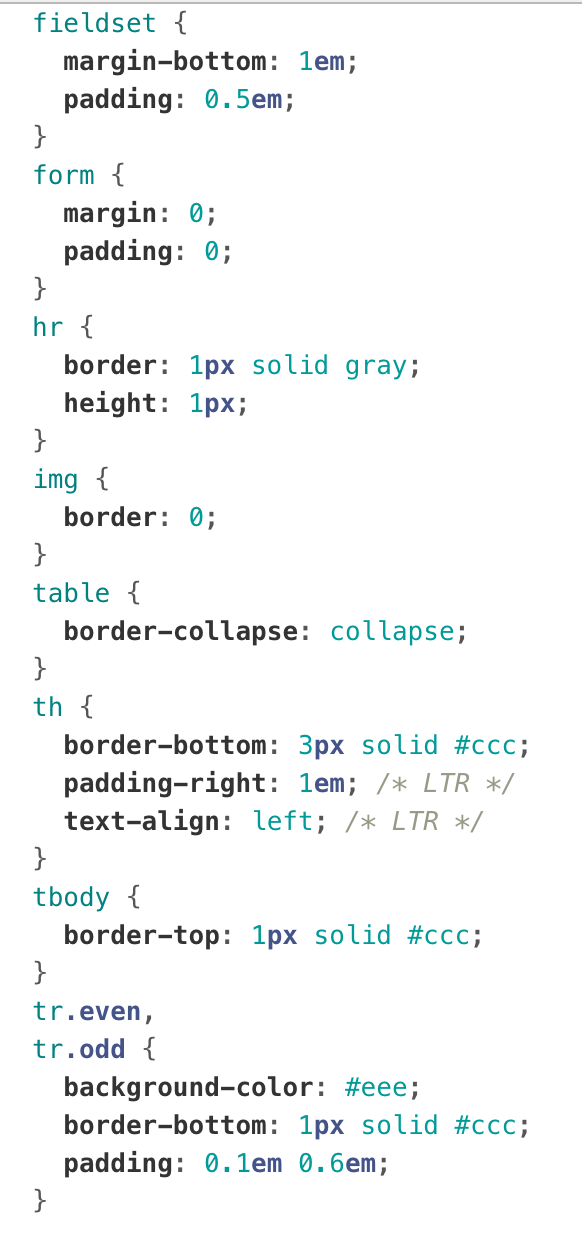 fieldset {
  margin-bottom: 1em;
  padding: 0.5em;
}
form {
  margin: 0;
  padding: 0;
}
hr {
  border: 1px solid gray;
  height: 1px;
}
img {
  border: 0;
}
table {
  border-collapse: collapse;
}
th {
  border-bottom: 3px solid #ccc;
  padding-right: 1em; /* LTR */
  text-align: left; /* LTR */
}
tbody {
  border-top: 1px solid #ccc;
}
tr.even,
tr.odd {
  background-color: #eee;
  border-bottom: 1px solid #ccc;
  padding: 0.1em 0.6em;
}